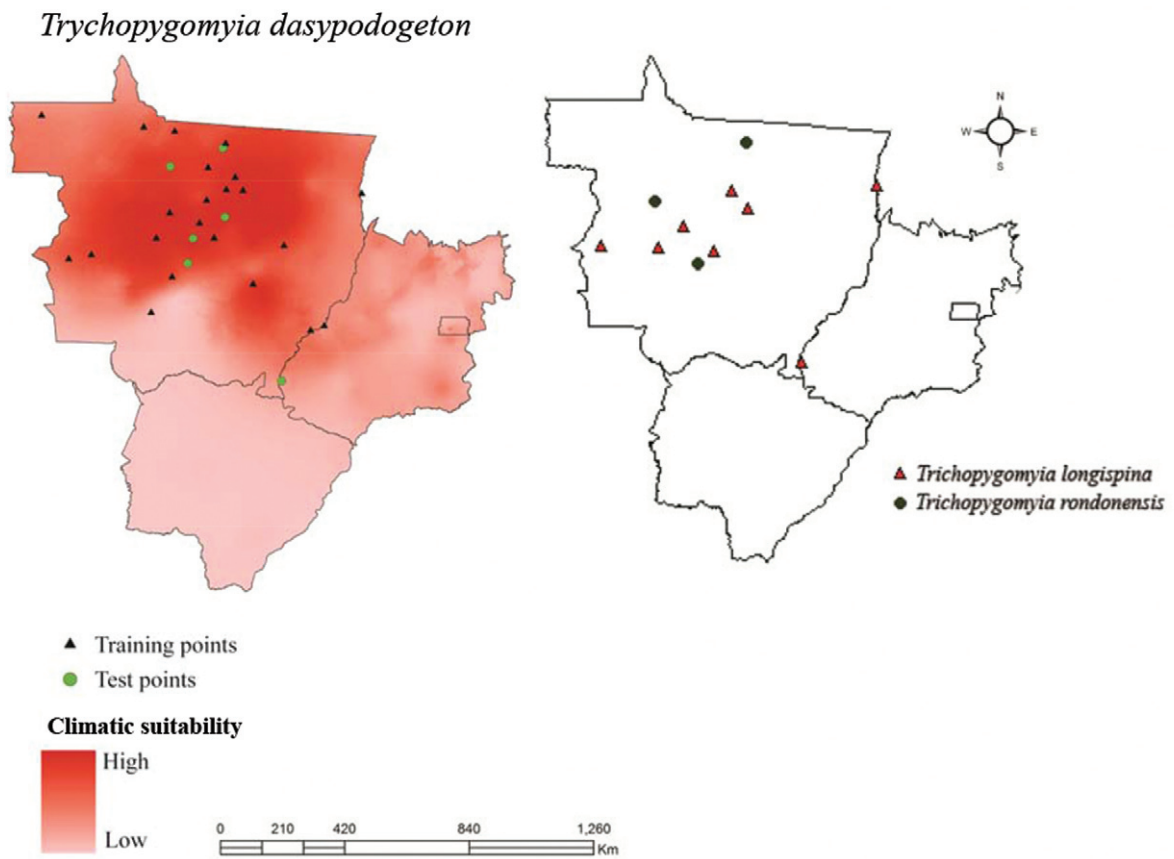 Trychopygomyia dasypodogeton
N
W E
S
Trichopygomyia longispina
Trichopygomyia rondonensis
Training points
Test points
Climatic suitability
High
Low
0 210 420 840 1,260
Km